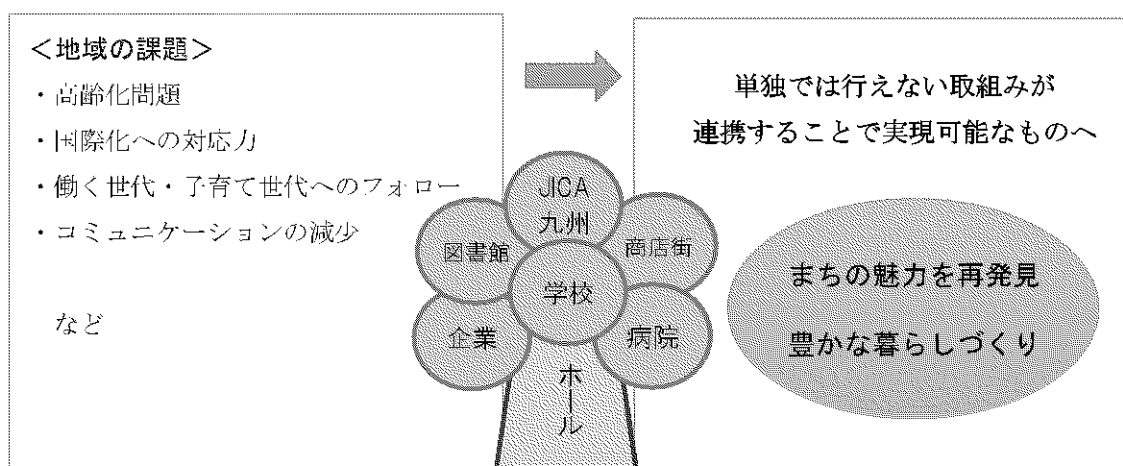 ＜地域の課題＞
・高齢化問題
・国際化への対応力
・働く世代・子育て世代へのフォロー
・コミュニケーションの減少
など
JICA
九州
図書館
商店街
学校
企業
病院
ホール
単独では行えない取組みが
連携することで実現可能なものへ
まちの魅力を再発見
豊かな暮らしづくり